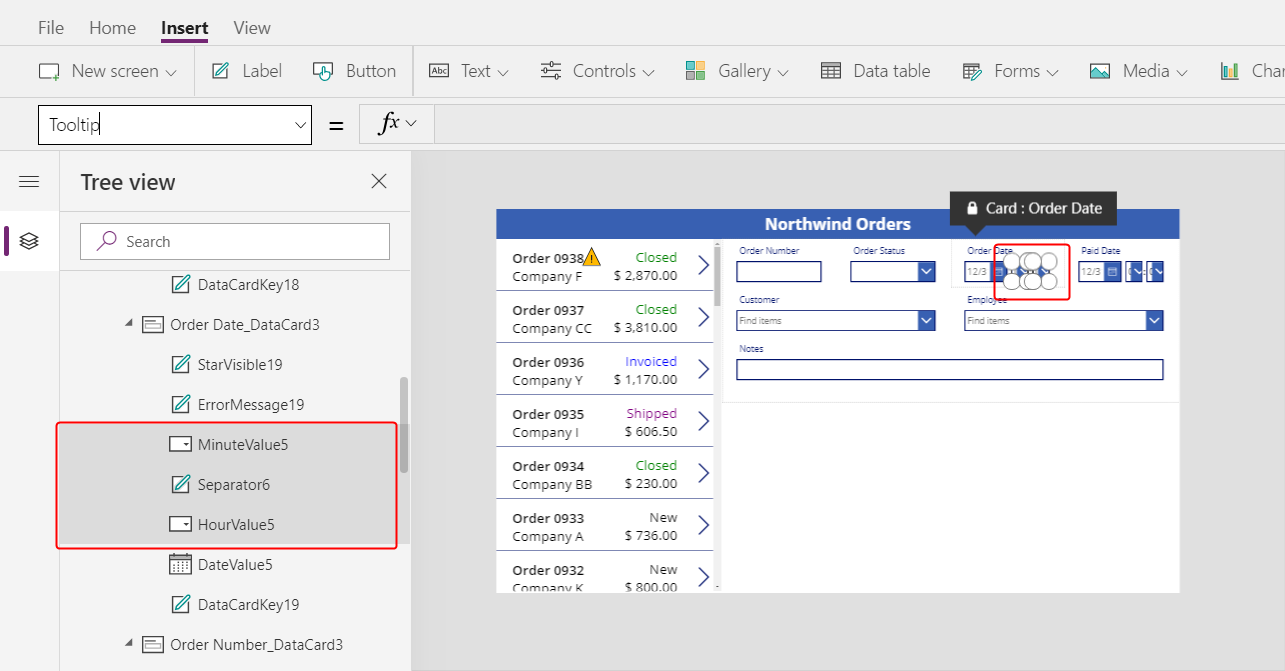 File Home Insert View
New screen Label Button Abc Text Controls Gallery Data table Forms Media
Tooltip = fx
Tree view
Search
DataCardKey18
Order Date_DataCard3
StarVisible19
ErrorMessage19
MinuteValue5
Separator6
HourValue5
DateValue5
DataCardKey19
Order Number_DataCard3
Card : Order Date
Northwind Orders
Order 0938 Closed
Company F $ 2,870.00
Order 0937 Closed
Company CC $ 3,810.00
Order 0936 Invoiced
Company Y $ 1,170.00
Order 0935 Shipped
Company I $ 606.50
Order 0934 Closed
Company BB $ 230.00
Order 0933 New
Company A $ 736.00
Order 0932 New
Company K $ 800.00
Order Number Order Status Order Date Paid Date
12/3 12/3
Customer Employee
Find items Find items
Notes